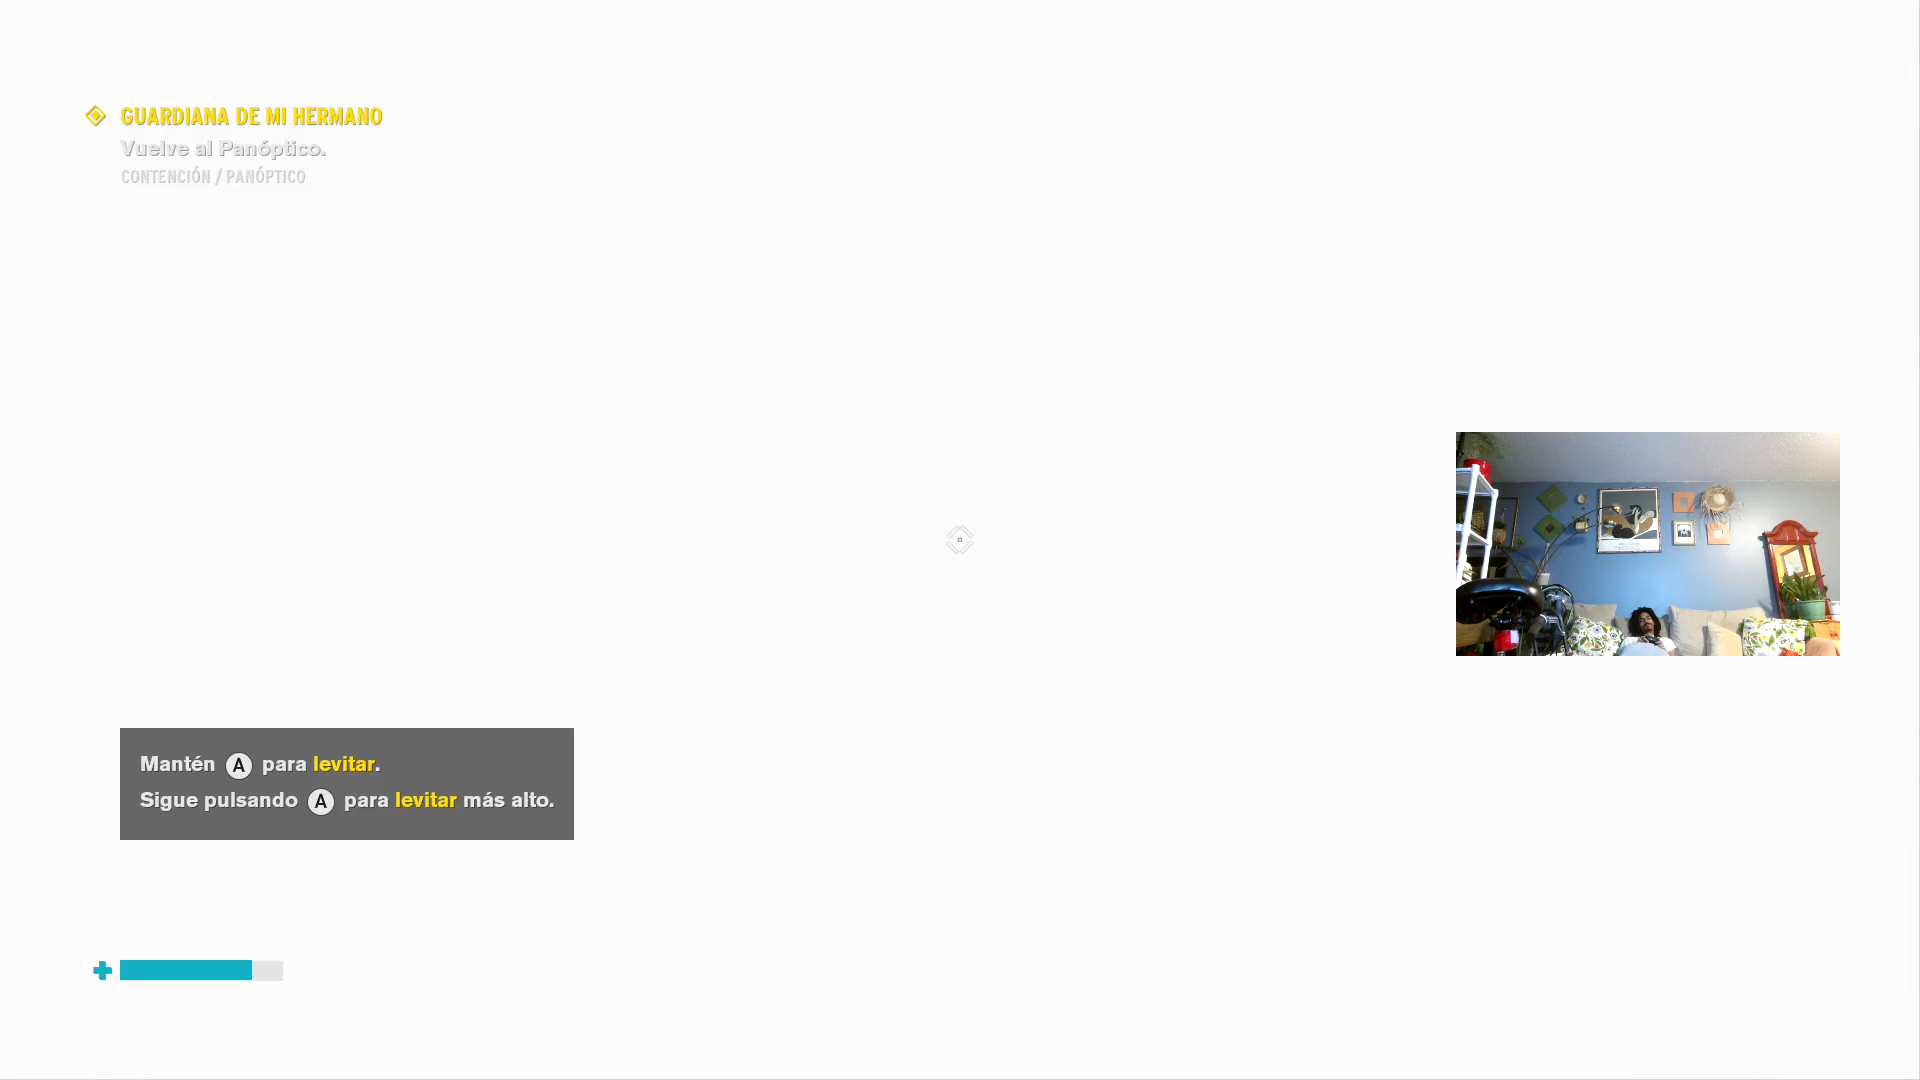 GUARDIANA DE MI HERMANO
Vuelve al Panóptico.
CONTENCIÓN / PANÓPTICO
Mantén A para levitar.
Sigue pulsando A para levitar más alto.